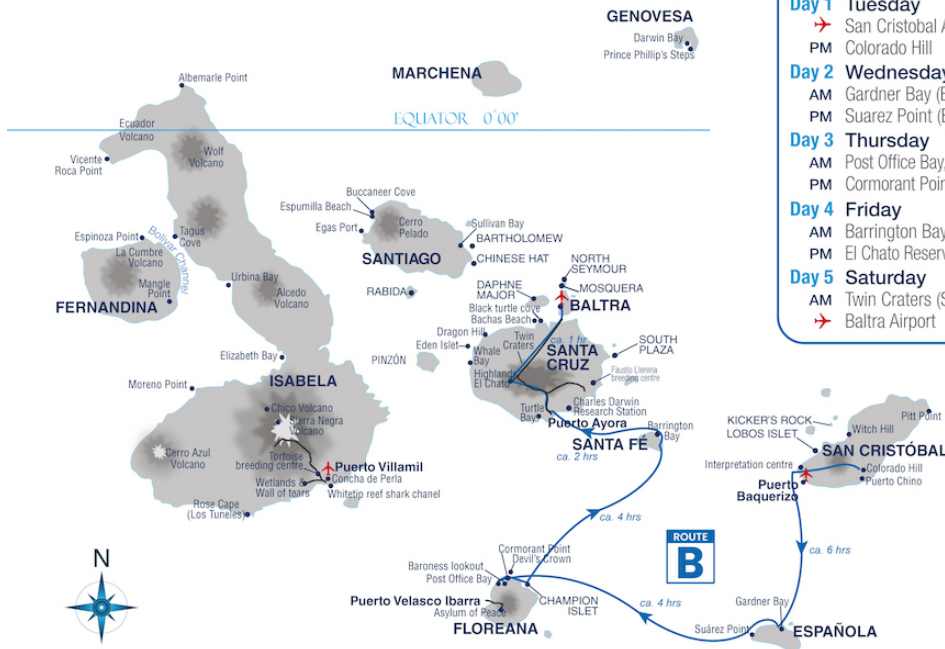 GENOVESA
Darwin Bay
Prince Phillip's Steps
MARCHENA
Albemarle Point
EQUATOR 0°00'
Ecuador
Volcano
Wolf
Volcano
Vicente
Roca Point
Buccaneer Cove
Espumilla Beach
Egas Port
Cerro
Pelado
Sullivan Bay
BARTHOLOMEW
CHINESE HAT
SANTIAGO
Espinoza Point
Bolivar Channel
Tagus
Cove
La Cumbre
Volcano
Mangle
Point
FERNANDINA
Urbina Bay
Alcedo
Volcano
RABIDA
NORTH
SEYMOUR
MOSQUERA
DAPHNE
MAJOR
BALTRA
Black turtle cove
Bachas Beach
Dragon Hill
Eden Islet
Whale
Bay
Twin
Craters
ca. 1 hr
SANTA
CRUZ
SOUTH
PLAZA
Highlands
El Chato
Fausto Llerena
breeding centre
PINZÓN
Elizabeth Bay
Moreno Point
ISABELA
Chico Volcano
Sierra Negra
Volcano
Cerro Azul
Volcano
Tortoise
breeding centre
Puerto Villamil
Concha de Perla
Wetlands &
Wall of tears
Whitetip reef shark chanel
Rose Cape
(Los Tuneles)
Turtle
Bay
Charles Darwin
Research Station
Puerto Ayora
SANTA FÉ
Barrington
Bay
ca. 2 hrs
KICKER'S ROCK
LOBOS ISLET
Pitt Point
Witch Hill
SAN CRISTÓBAL
Interpretation centre
Colorado Hill
Puerto Chino
Puerto
Baquerizo
ca. 4 hrs
ROUTE
B
ca. 6 hrs
Cormorant Point
Devil's Crown
Baroness lookout
Post Office Bay
CHAMPION
ISLET
Puerto Velasco Ibarra
Asylum of Peace
FLOREANA
ca. 4 hrs
Gardner Bay
Suárez Point
ESPAÑOLA
N
Day 1 Tuesday
San Cristobal A
PM Colorado Hill
Day 2 Wednesday
AM Gardner Bay (E
PM Suarez Point (E
Day 3 Thursday
AM Post Office Bay,
PM Cormorant Poin
Day 4 Friday
AM Barrington Bay
PM El Chato Reserv
Day 5 Saturday
AM Twin Craters (S
Baltra Airport